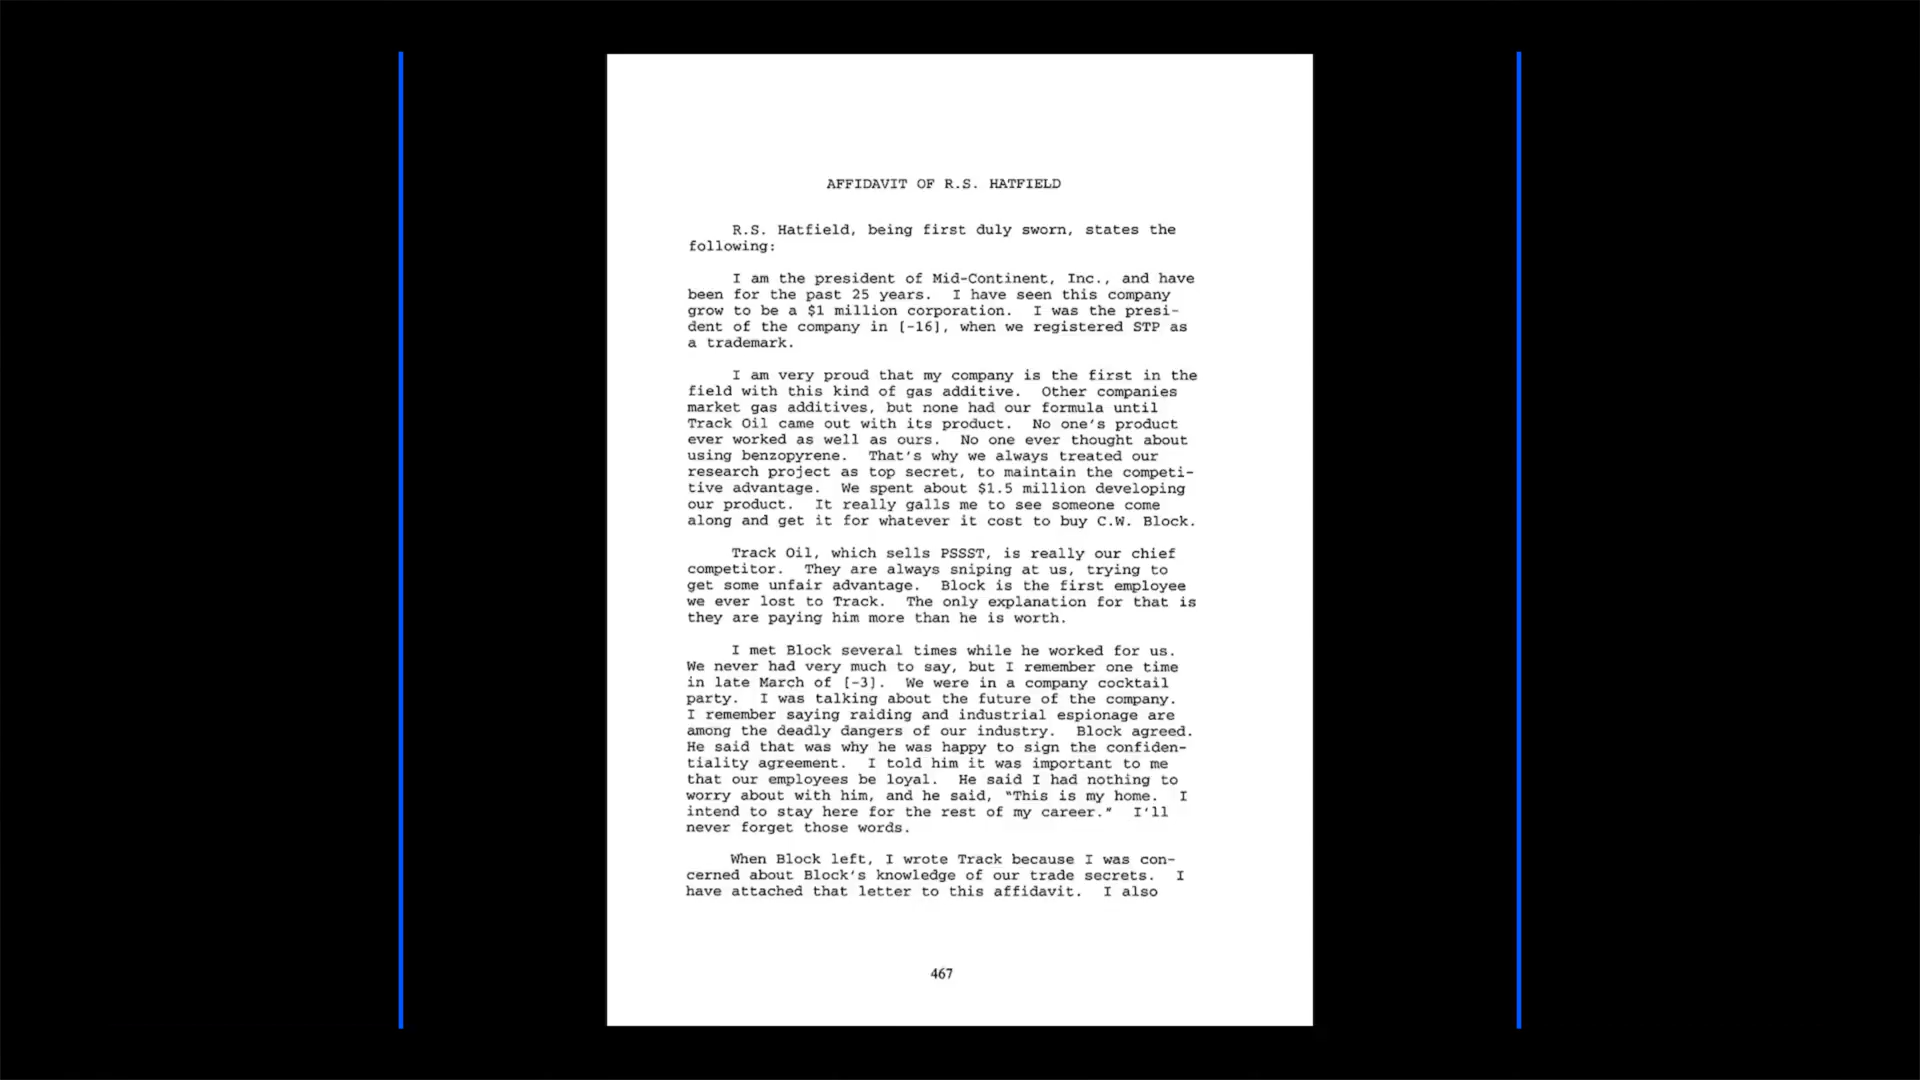 AFFIDAVIT OF R.S. HATFIELD
R.S. Hatfield, being first duly sworn, states the
following:
I am the president of Mid-Continent, Inc., and have
been for the past 25 years. I have seen this company
grow to be a $1 million corporation. I was the presi-
dent of the company in [-16], when we registered STP as
a trademark.
I am very proud that my company is the first in the
field with this kind of gas additive. Other companies
market gas additives, but none had our formula until
Track Oil came out with its product. No one's product
ever worked as well as ours. No one ever thought about
using benzopyrene. That's why we always treated our
research project as top secret, to maintain the competi-
tive advantage. We spent about $1.5 million developing
our product. It really galls me to see someone come
along and get it for whatever it cost to buy C.W. Block.
Track Oil, which sells PSSST, is really our chief
competitor. They are always sniping at us, trying to
get some unfair advantage. Block is the first employee
we ever lost to Track. The only explanation for that is
they are paying him more than he is worth.
I met Block several times while he worked for us.
We never had very much to say, but I remember one time
in late March of [-3]. We were in a company cocktail
party. I was talking about the future of the company.
I remember saying raiding and industrial espionage are
among the deadly dangers of our industry. Block agreed.
He said that was why he was happy to sign the confiden-
tiality agreement. I told him it was important to me
that our employees be loyal. He said I had nothing to
worry about with him, and he said, "This is my home. I
intend to stay here for the rest of my career." I'll
never forget those words.
When Block left, I wrote Track because I was con-
cerned about Block's knowledge of our trade secrets. I
have attached that letter to this affidavit. I also
467